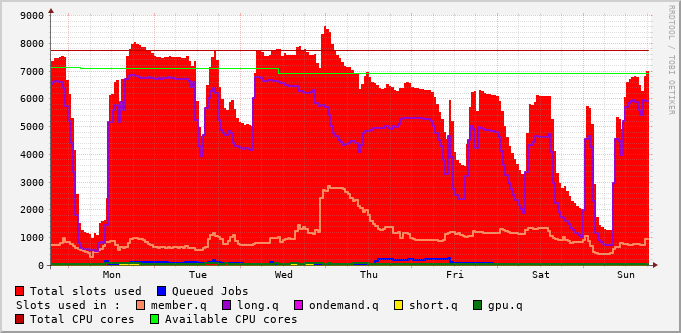 9000
8000
7000
6000
5000
4000
3000
2000
1000
0
Mon Tue Wed Thu Fri Sat Sun
RRDTOOL / TOBI OETIKER
Total slots used Queued Jobs
Slots used in : member.q long.q ondemand.q short.q gpu.q
Total CPU cores Available CPU cores